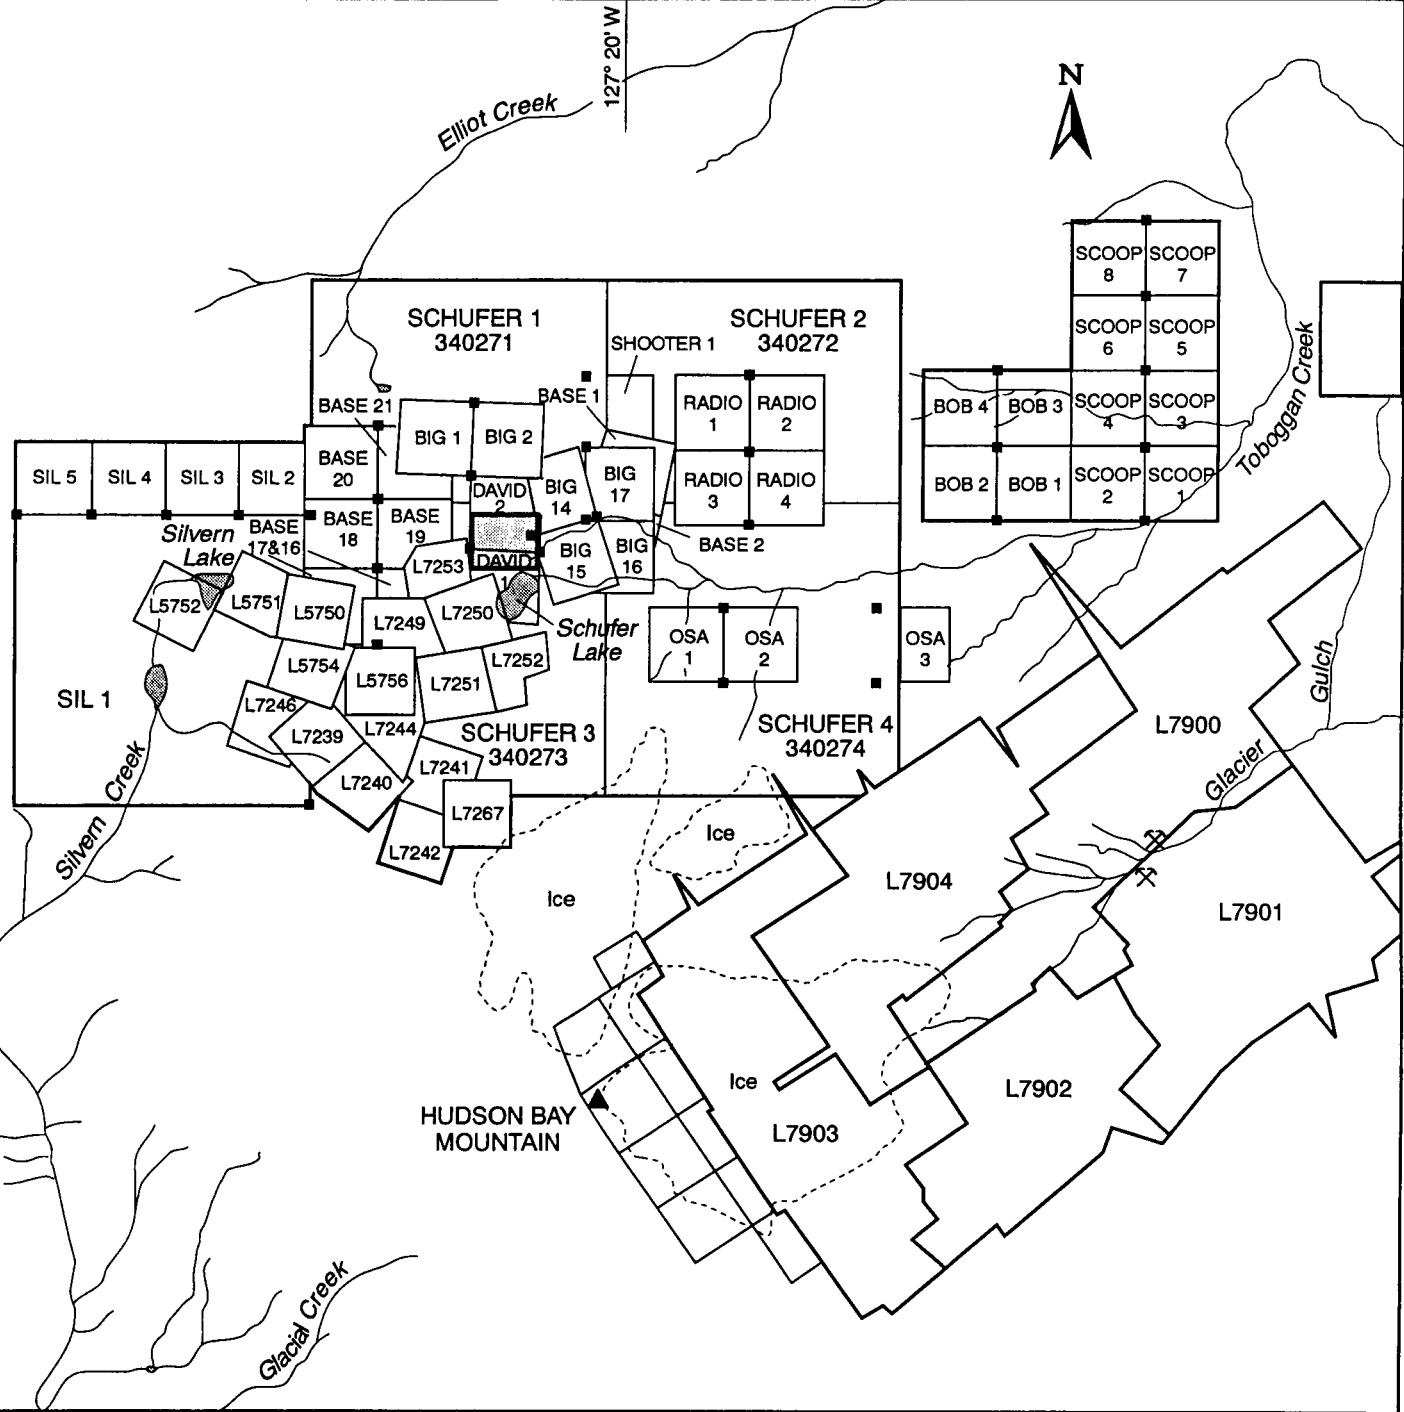 127° 20' W
N
Elliot Creek
SCOOP
8
SCOOP
7
SCOOP
6
SCOOP
5
SCOOP
4
SCOOP
3
SCOOP
2
SCOOP
1
BOB 4
BOB 3
BOB 2
BOB 1
Toboggan Creek
SCHUFER 1
340271
SCHUFER 2
340272
SHOOTER 1
BASE 1
BASE 21
BIG 1
BIG 2
RADIO
1
RADIO
2
RADIO
3
RADIO
4
SIL 5
SIL 4
SIL 3
SIL 2
BASE
20
DAVID
2
BIG
14
BIG
17
BASE
18
BASE
19
BASE
17&16
Silvern
Lake
L7253
DAVID
1
BIG
15
BIG
16
BASE 2
L5752
L5751
L5750
L7249
L7250
Schufer
Lake
OSA
1
OSA
2
OSA
3
L5754
L5756
L7251
L7252
SIL 1
L7246
L7239
L7244
SCHUFER 3
340273
SCHUFER 4
340274
L7240
L7241
L7267
L7242
Silvern Creek
L7900
Gulch
Glacier
Ice
Ice
L7904
L7901
Ice
L7902
L7903
HUDSON BAY
MOUNTAIN
Glacial Creek